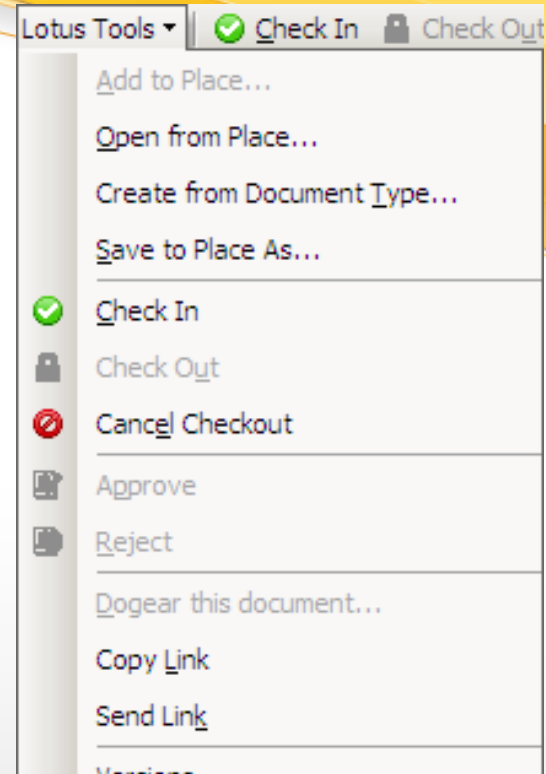 Lotus Tools Check In Check Out
Add to Place...
Open from Place...
Create from Document Type...
Save to Place As...
Check In
Check Out
Cancel Checkout
Approve
Reject
Dogear this document...
Copy Link
Send Link